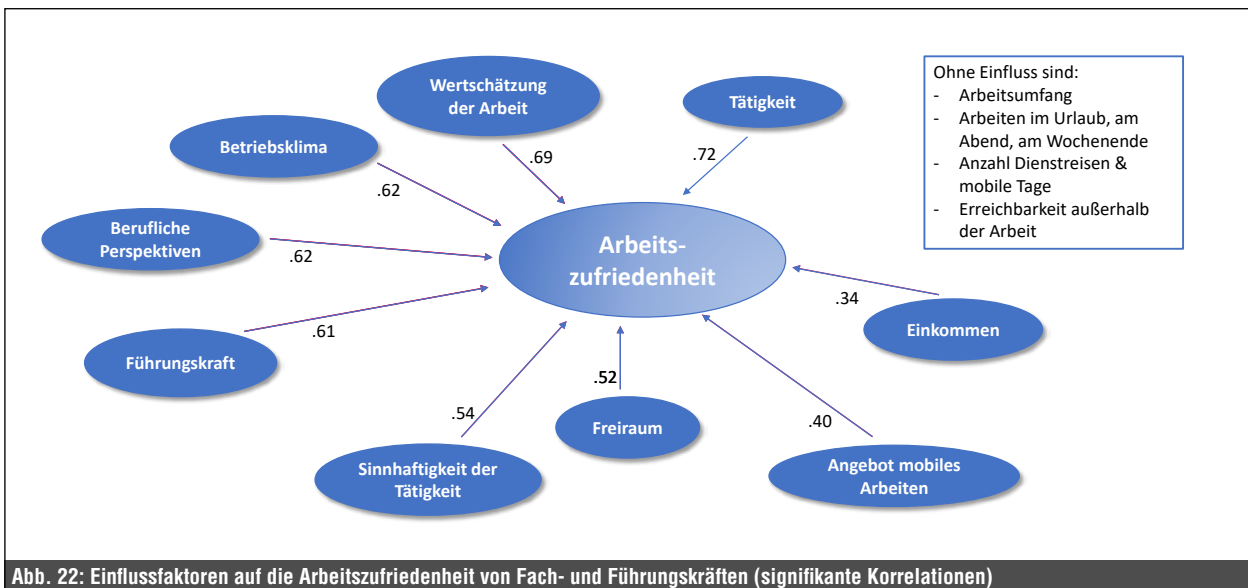 Wertschätzung
der Arbeit
Tätigkeit
Betriebsklima
.69
.72
.62
Berufliche
Perspektiven
.62
Arbeits-
zufriedenheit
Führungskraft
.61
.34
Einkommen
.54
.52
.40
Freiraum
Sinnhaftigkeit der
Tätigkeit
Angebot mobiles
Arbeiten
Ohne Einfluss sind:
- Arbeitsumfang
- Arbeiten im Urlaub, am
Abend, am Wochenende
- Anzahl Dienstreisen &
mobile Tage
- Erreichbarkeit außerhalb
der Arbeit
Abb. 22: Einflussfaktoren auf die Arbeitszufriedenheit von Fach- und Führungskräften (signifikante Korrelationen)